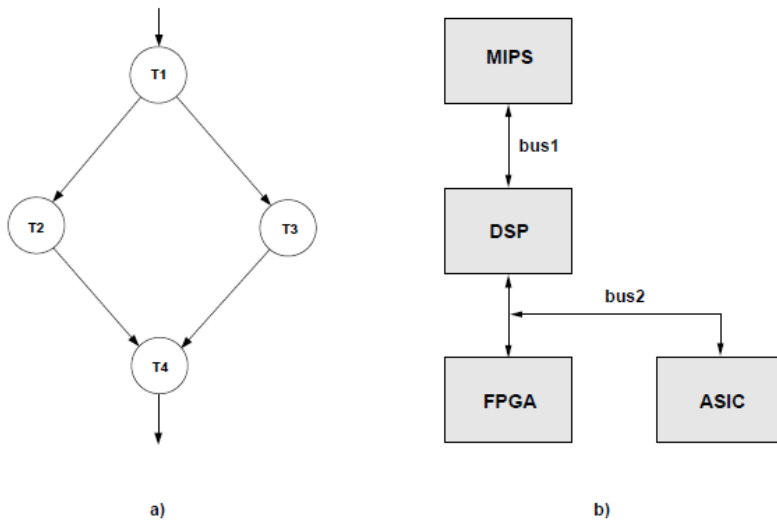 T1
T2
T3
T4
a)
MIPS
bus1
DSP
bus2
FPGA
ASIC
b)